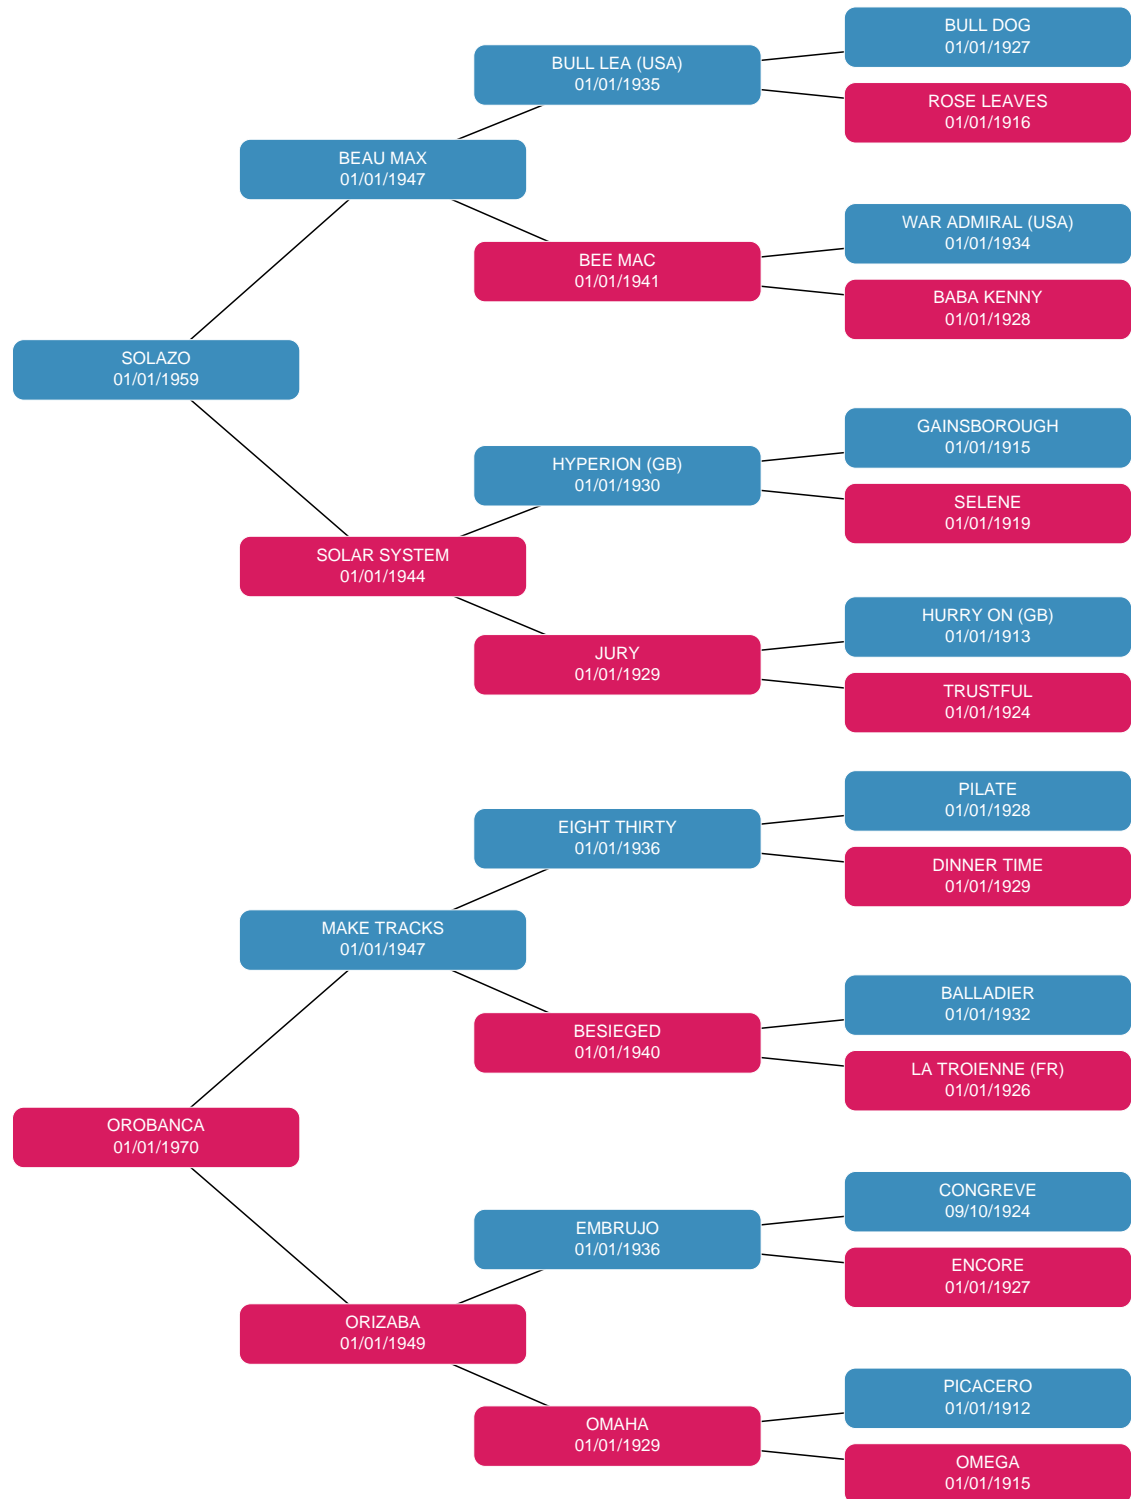 BULL DOG
01/01/1927
BULL LEA (USA)
01/01/1935
ROSE LEAVES
01/01/1916
BEAU MAX
01/01/1947
WAR ADMIRAL (USA)
01/01/1934
BEE MAC
01/01/1941
BABA KENNY
01/01/1928
SOLAZO
01/01/1959
GAINSBOROUGH
01/01/1915
HYPERION (GB)
01/01/1930
SELENE
01/01/1919
SOLAR SYSTEM
01/01/1944
HURRY ON (GB)
01/01/1913
JURY
01/01/1929
TRUSTFUL
01/01/1924
PILATE
01/01/1928
EIGHT THIRTY
01/01/1936
DINNER TIME
01/01/1929
MAKE TRACKS
01/01/1947
BALLADIER
01/01/1932
BESIEGED
01/01/1940
LA TROIENNE (FR)
01/01/1926
OROBANCA
01/01/1970
CONGREVE
09/10/1924
EMBRUJO
01/01/1936
ENCORE
01/01/1927
ORIZABA
01/01/1949
PICACERO
01/01/1912
OMAHA
01/01/1929
OMEGA
01/01/1915